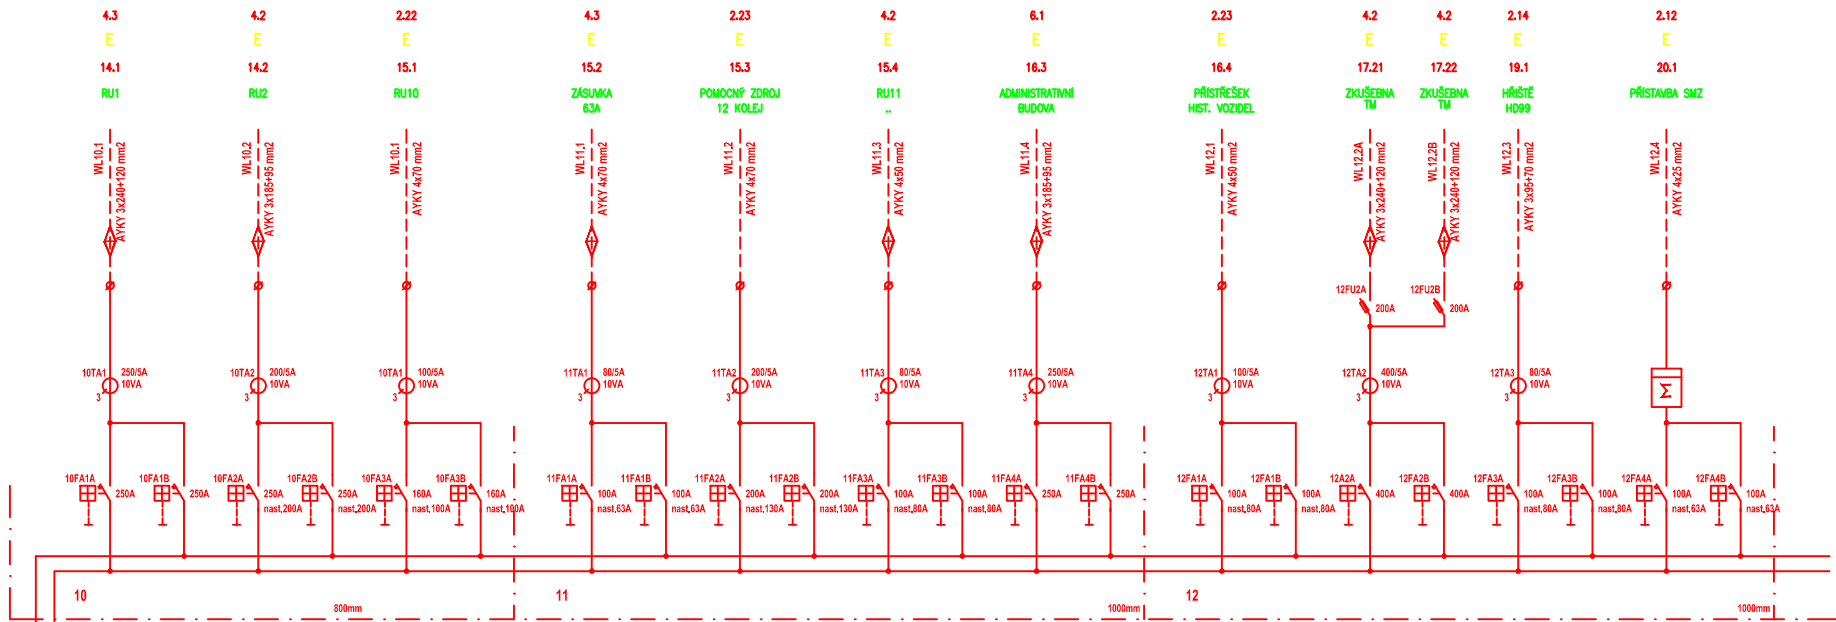 4.3 4.2 2.22 4.3 2.23 4.2 6.1 2.23 4.2 4.2 2.14 2.12
E E E E E E E E E E E E
14.1 14.2 15.1 15.2 15.3 15.4 16.3 16.4 17.21 17.22 19.1 20.1
RU1 RU2 RU10 ZÁSUVKA POMOCNÝ ZDROJ RU11 ADMINISTRATIVNÍ PŘÍSTŘEŠEK ZKUŠEBNA ZKUŠEBNA HŘIŠTĚ PŘÍSTAVBA SMZ
63A 12 KOLEJ .. BUDOVA HIST. VOZIDEL TM TM HD99
WL10.1 WL10.2 WL10.1 WL11.1 WL11.2 WL11.3 WL11.4 WL12.1 WL12.2A WL12.2B WL12.3 WL12.4
AYKY 3x240+120 mm2 AYKY 3x185+95 mm2 AYKY 4x70 mm2 AYKY 4x70 mm2 AYKY 4x70 mm2 AYKY 4x50 mm2 AYKY 3x185+95 mm2 AYKY 4x50 mm2 AYKY 3x240+120 mm2 AYKY 3x240+120 mm2 AYKY 3x95+70 mm2 AYKY 4x25 mm2
12FU2A 12FU2B
200A 200A
10TA1 250/5A 10TA2 200/5A 10TA1 100/5A 11TA1 80/5A 11TA2 200/5A 11TA3 80/5A 11TA4 250/5A 12TA1 100/5A 12TA2 400/5A 12TA3 80/5A
10VA 10VA 10VA 10VA 10VA 10VA 10VA 10VA 10VA 10VA
3 3 3 3 3 3 3 3 3 3
Σ
10FA1A 10FA1B 10FA2A 10FA2B 10FA3A 10FA3B 11FA1A 11FA1B 11FA2A 11FA2B 11FA3A 11FA3B 11FA4A 11FA4B 12FA1A 12FA1B 12A2A 12FA2B 12FA3A 12FA3B 12FA4A 12FA4B
250A 250A 250A 250A 160A 160A 100A 100A 200A 200A 100A 100A 250A 250A 100A 100A 400A 400A 100A 100A 100A 100A
nast.200A nast.200A nast.100A nast.100A nast.63A nast.63A nast.130A nast.130A nast.80A nast.80A nast.80A nast.80A nast.80A nast.80A nast.63A nast.63A
10 11 12
800mm 1000mm 1000mm